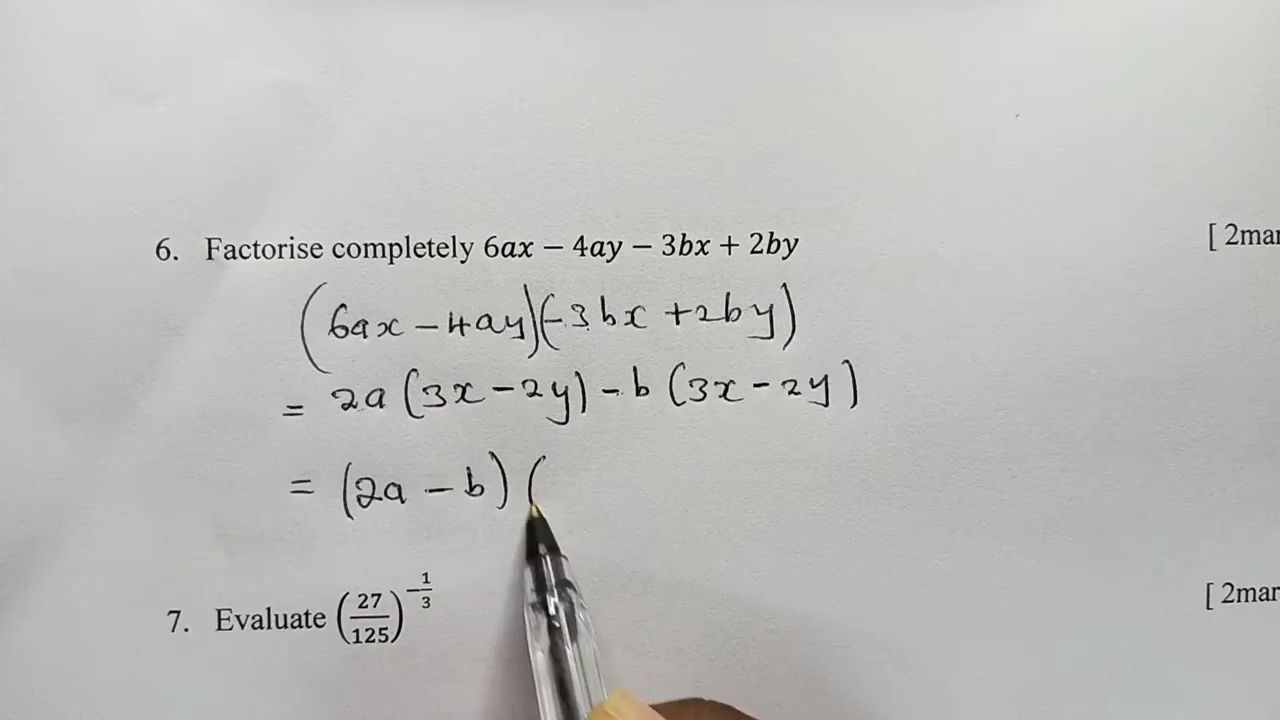 6. Factorise completely 6ax − 4ay − 3bx + 2by [ 2mar
(6ax − 4ay)(−3bx + 2by)
= 2a(3x − 2y) − b(3x − 2y)
= (2a − b)(
7. Evaluate (27/125)^−1/3 [ 2mar